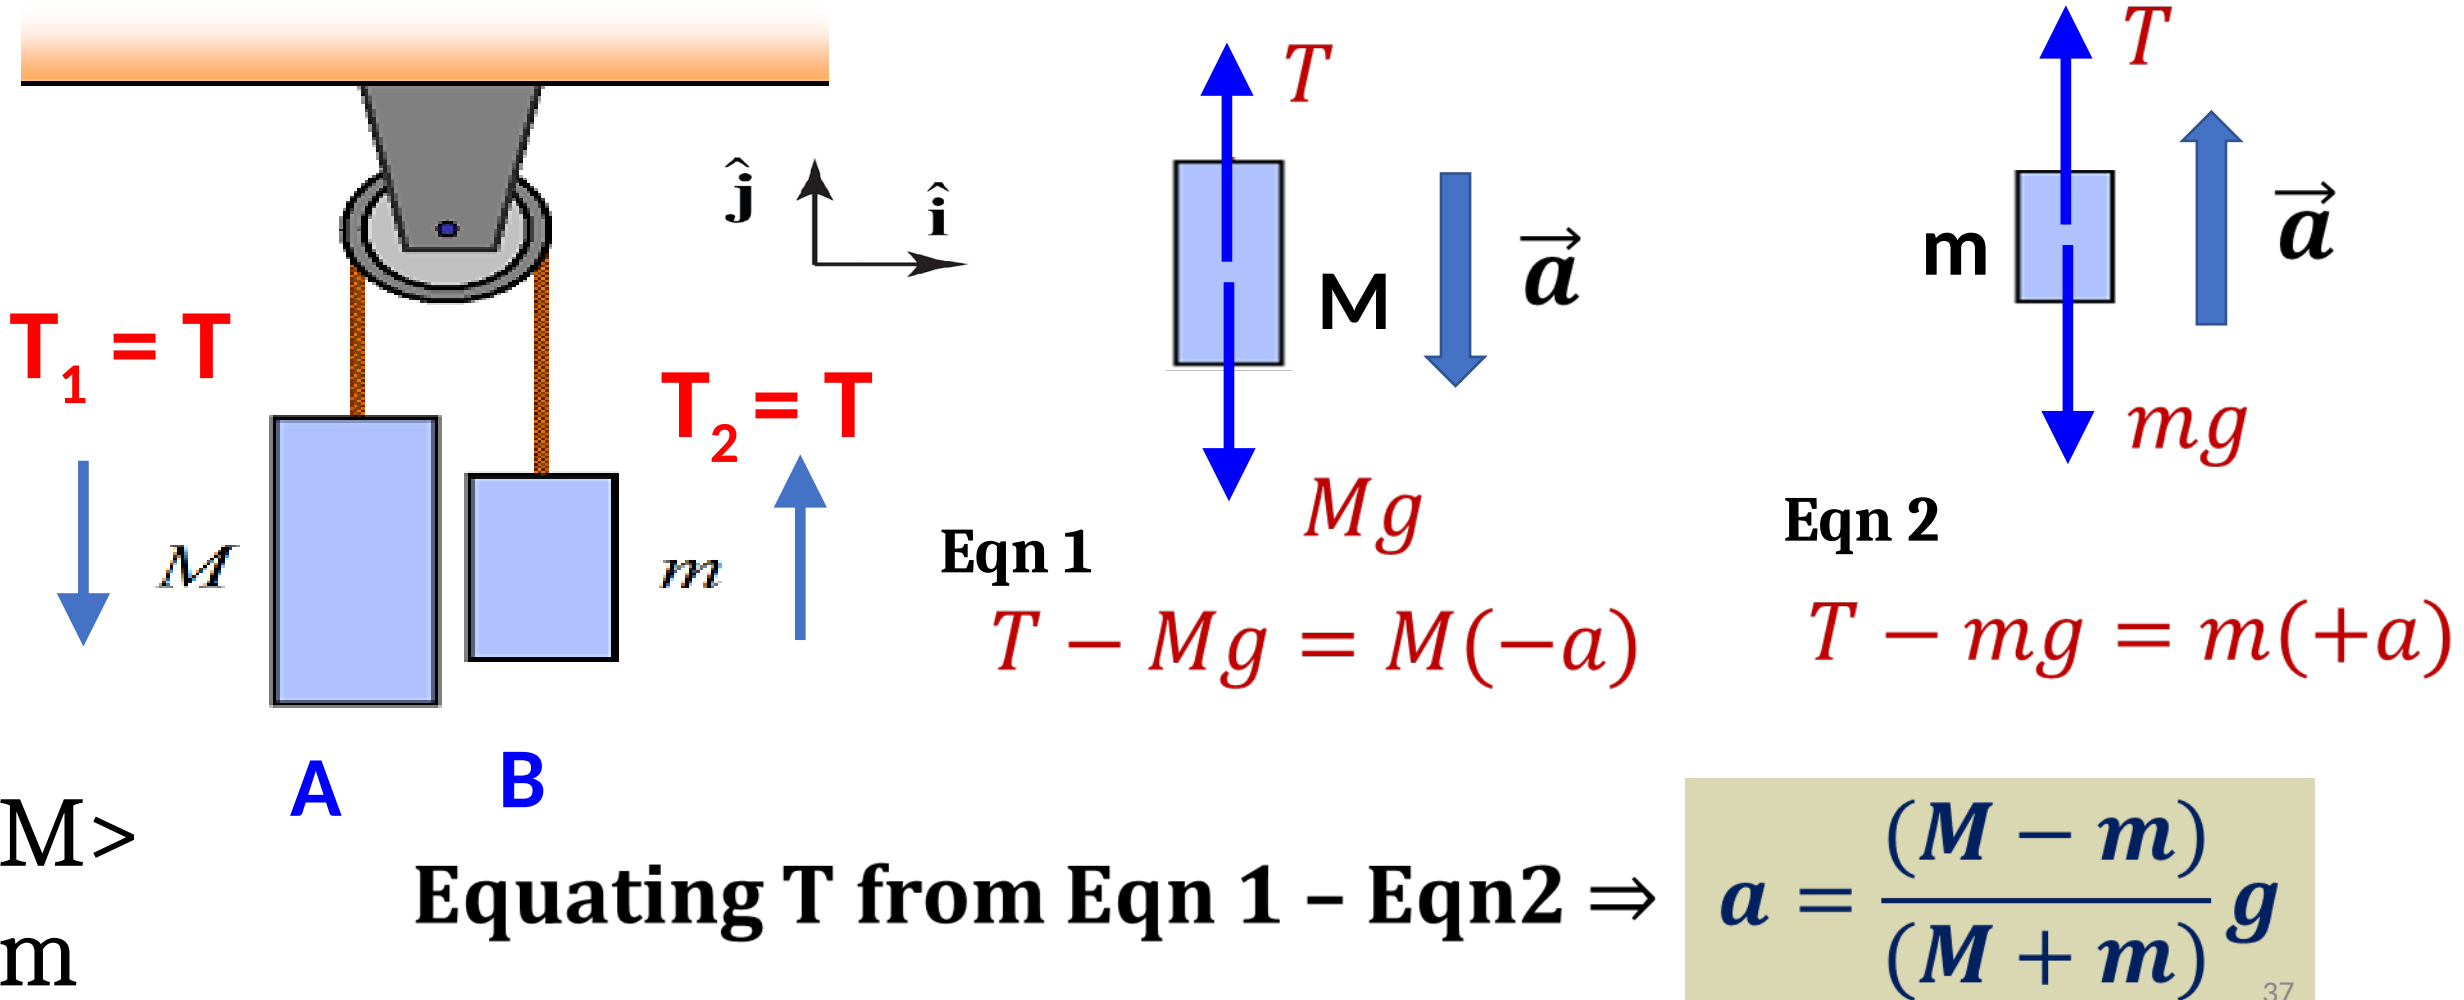 T₁ = T
T₂ = T
M
m
A
B
M>
m
ĵ
î
T
M
a⃗
Mg
Eqn 1
T − Mg = M(−a)
T
m
a⃗
mg
Eqn 2
T − mg = m(+a)
Equating T from Eqn 1 – Eqn2 ⇒ a = (M − m)/(M + m) g
37